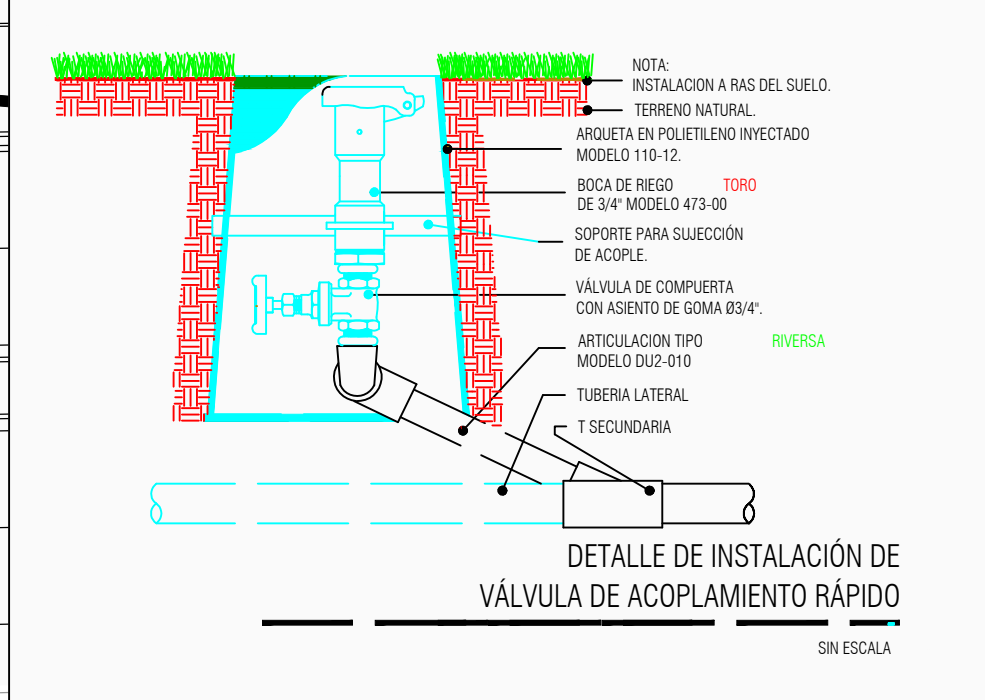 NOTA:
INSTALACION A RAS DEL SUELO.
TERRENO NATURAL.
ARQUETA EN POLIETILENO INYECTADO
MODELO 110-12.
BOCA DE RIEGO TORO
DE 3/4" MODELO 473-00
SOPORTE PARA SUJECCIÓN
DE ACOPLE.
VÁLVULA DE COMPUERTA
CON ASIENTO DE GOMA Ø3/4".
ARTICULACION TIPO RIVERSA
MODELO DU2-010
TUBERIA LATERAL
T SECUNDARIA
DETALLE DE INSTALACIÓN DE
VÁLVULA DE ACOPLAMIENTO RÁPIDO
SIN ESCALA